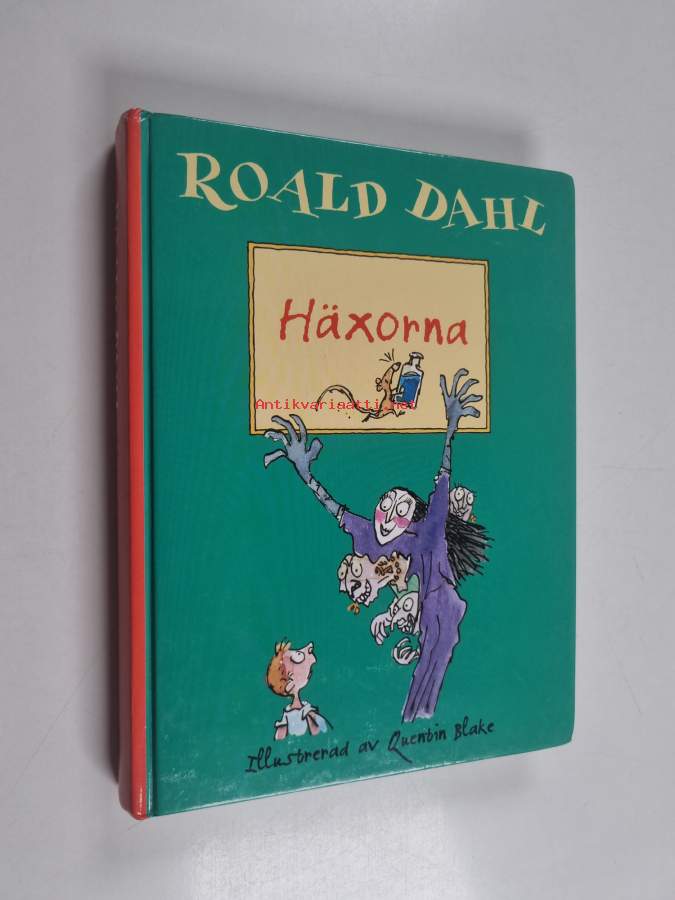 ROALD DAHL
Häxorna
Antikvariaatti.net
Illustrerad av Quentin Blake